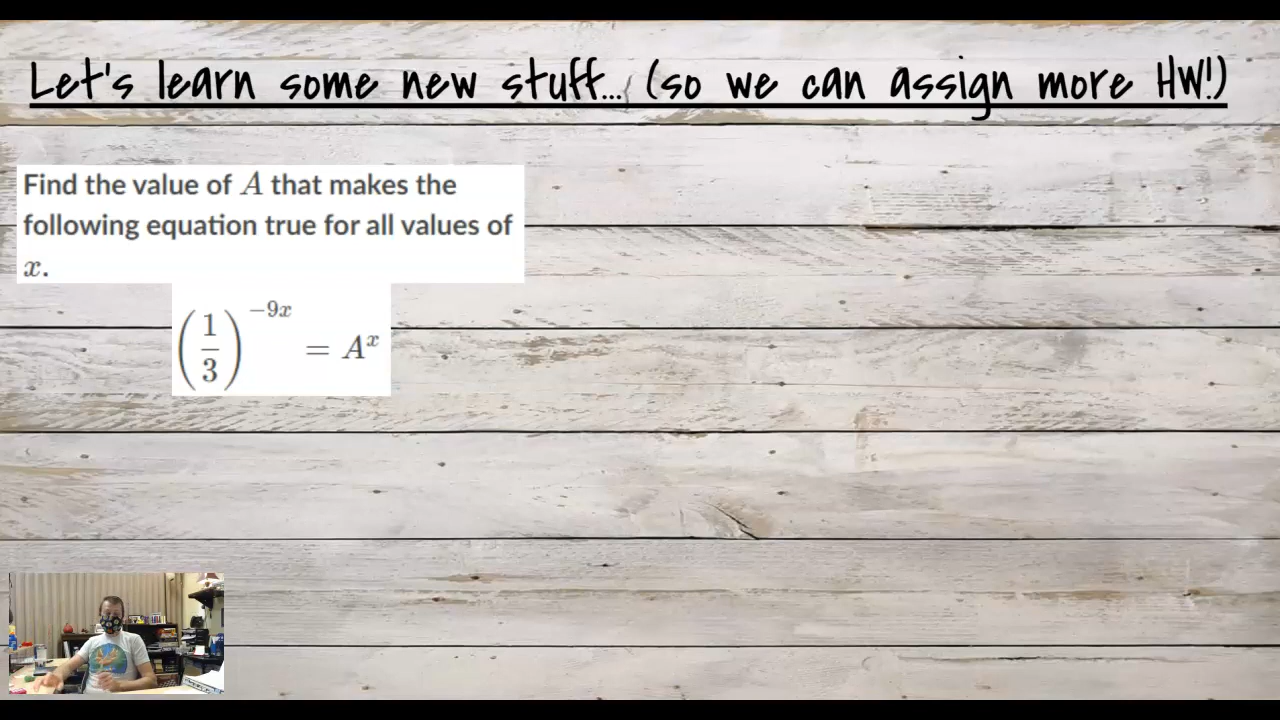 Let's learn some new stuff... (so we can assign more HW!)
Find the value of A that makes the
following equation true for all values of
x.
(1/3)^{-9x} = A^x